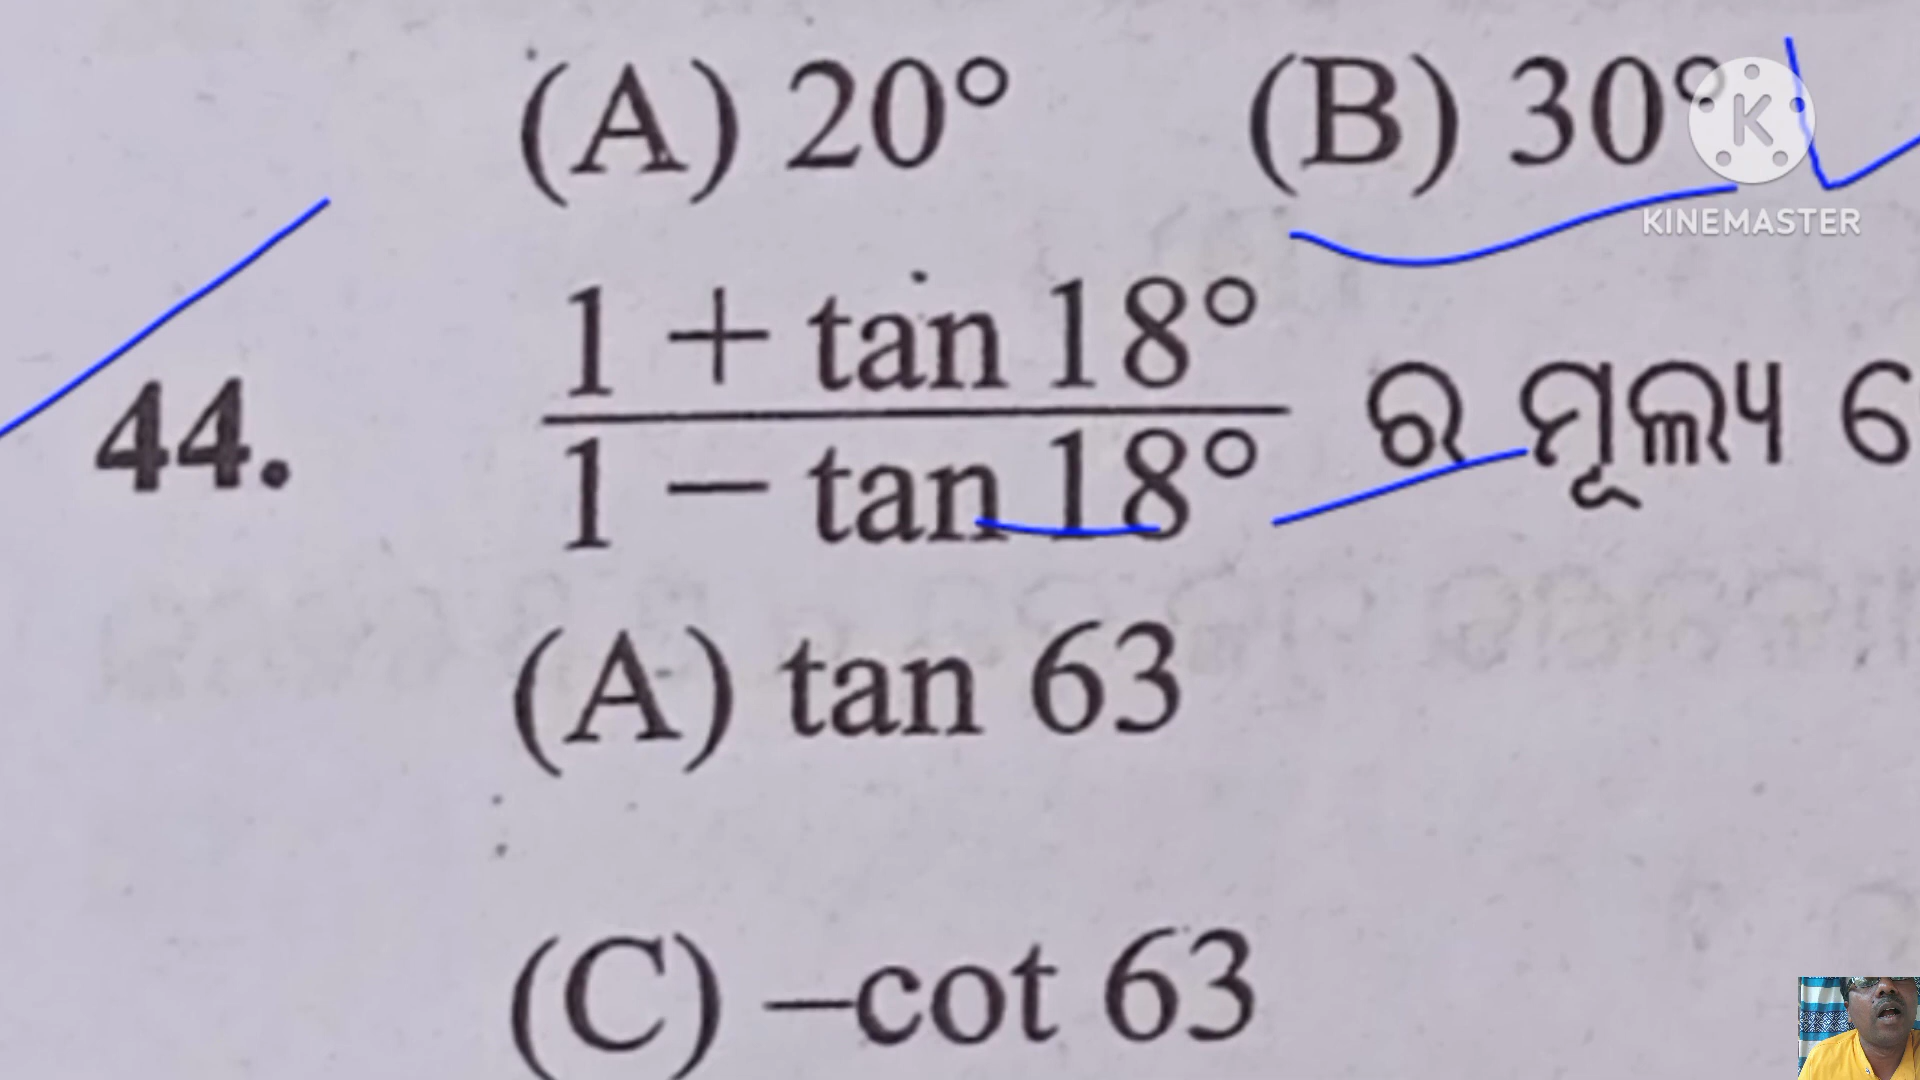 (A) 20° (B) 30°
KINEMASTER
44. 1 + tan 18° / 1 − tan 18° ର ମୂଲ୍ୟ
(A) tan 63
(C) –cot 63